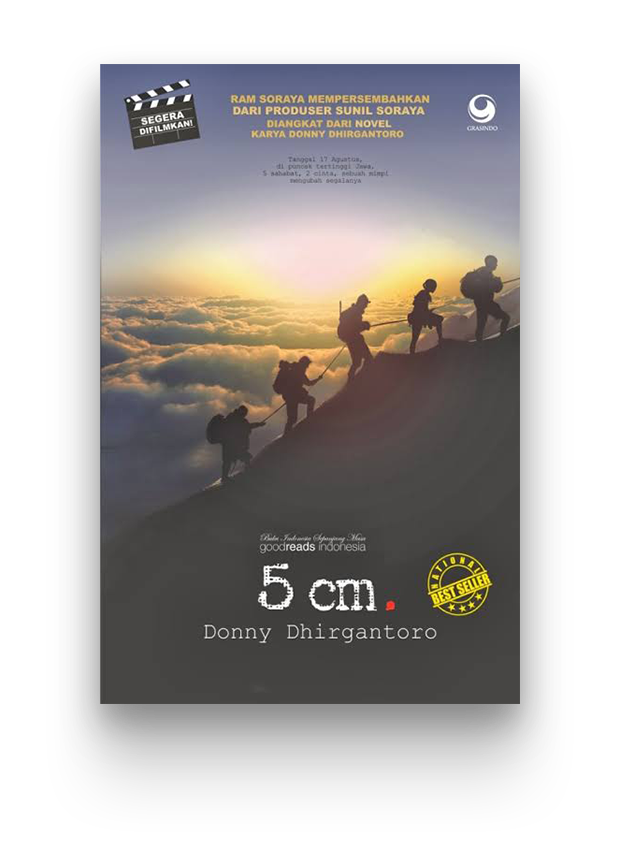 SEGERA
DIFILMKAN!
RAM SORAYA MEMPERSEMBAHKAN
DARI PRODUSER SUNIL SORAYA
DIANGKAT DARI NOVEL
KARYA DONNY DHIRGANTORO
GRASINDO
Tanggal 17 Agustus,
di puncak tertinggi Jawa,
5 sahabat, 2 cinta, sebuah mimpi
mengubah segalanya
Buku Indonesia Sepanjang Masa
goodreads indonesia
5 cm.
NATIONAL
BEST SELLER
Donny Dhirgantoro